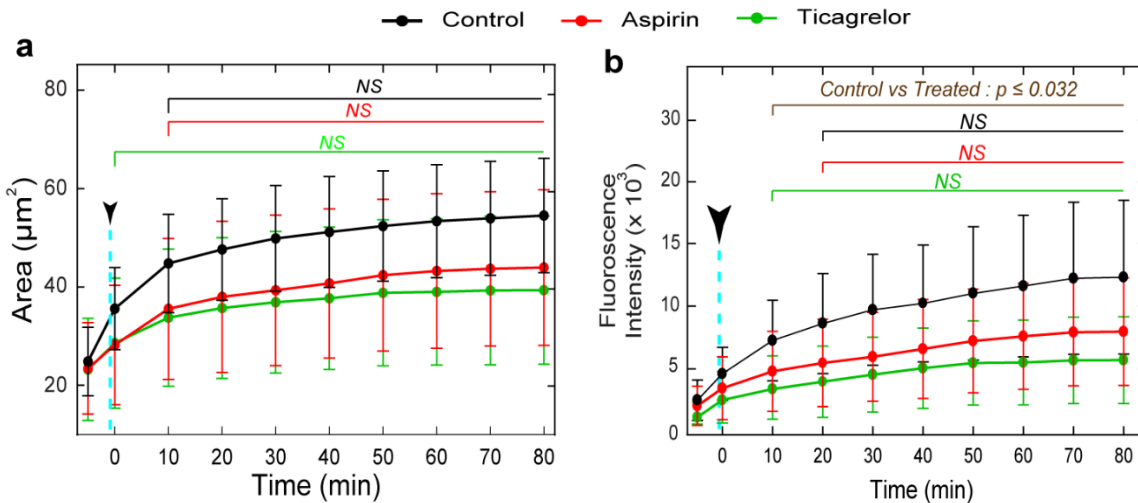 Control Aspirin Ticagrelor
a
80
60
40
20
Area (µm²)
NS
NS
NS
0 10 20 30 40 50 60 70 80
Time (min)
b
30
25
20
15
10
5
0
Fluoroscence
Intensity (x 10³)
Control vs Treated : p ≤ 0.032
NS
NS
NS
0 10 20 30 40 50 60 70 80
Time (min)